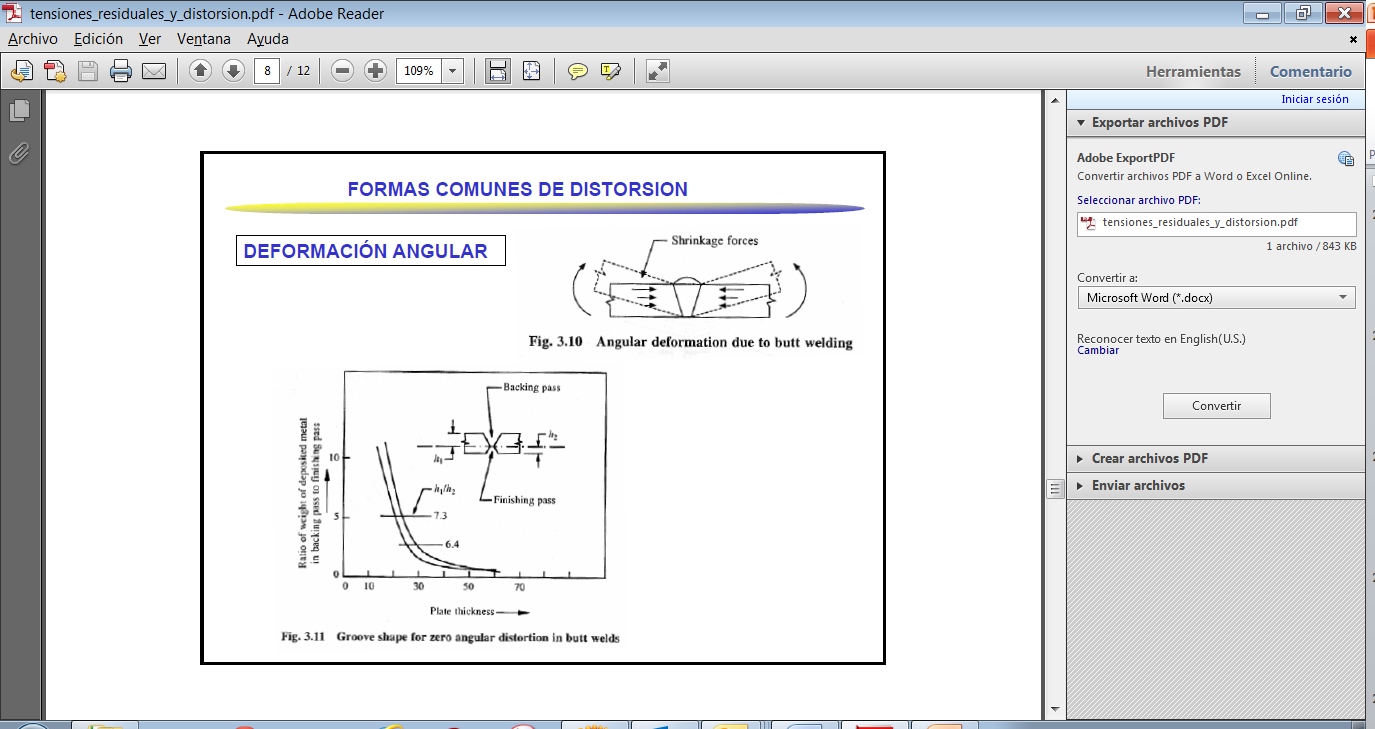 tensiones_residuales_y_distorsion.pdf - Adobe Reader
Archivo Edición Ver Ventana Ayuda
8 / 12 109% Herramientas Comentario
Iniciar sesión
Exportar archivos PDF
Adobe ExportPDF
Convertir archivos PDF a Word o Excel Online.
Seleccionar archivo PDF:
tensiones_residuales_y_distorsion.pdf
1 archivo / 843 KB
Convertir a:
Microsoft Word (*.docx)
Reconocer texto en English(U.S.)
Cambiar
Convertir
Crear archivos PDF
Enviar archivos
FORMAS COMUNES DE DISTORSION
DEFORMACIÓN ANGULAR
Shrinkage forces
Fig. 3.10 Angular deformation due to butt welding
Ratio of weight of deposited metal
in backing pass to finishing pass
Backing pass
h₂
h₁
h₁/h₂
Finishing pass
10
5
7.3
6.4
0
0 10 30 50 70
Plate thickness
Fig. 3.11 Groove shape for zero angular distortion in butt welds